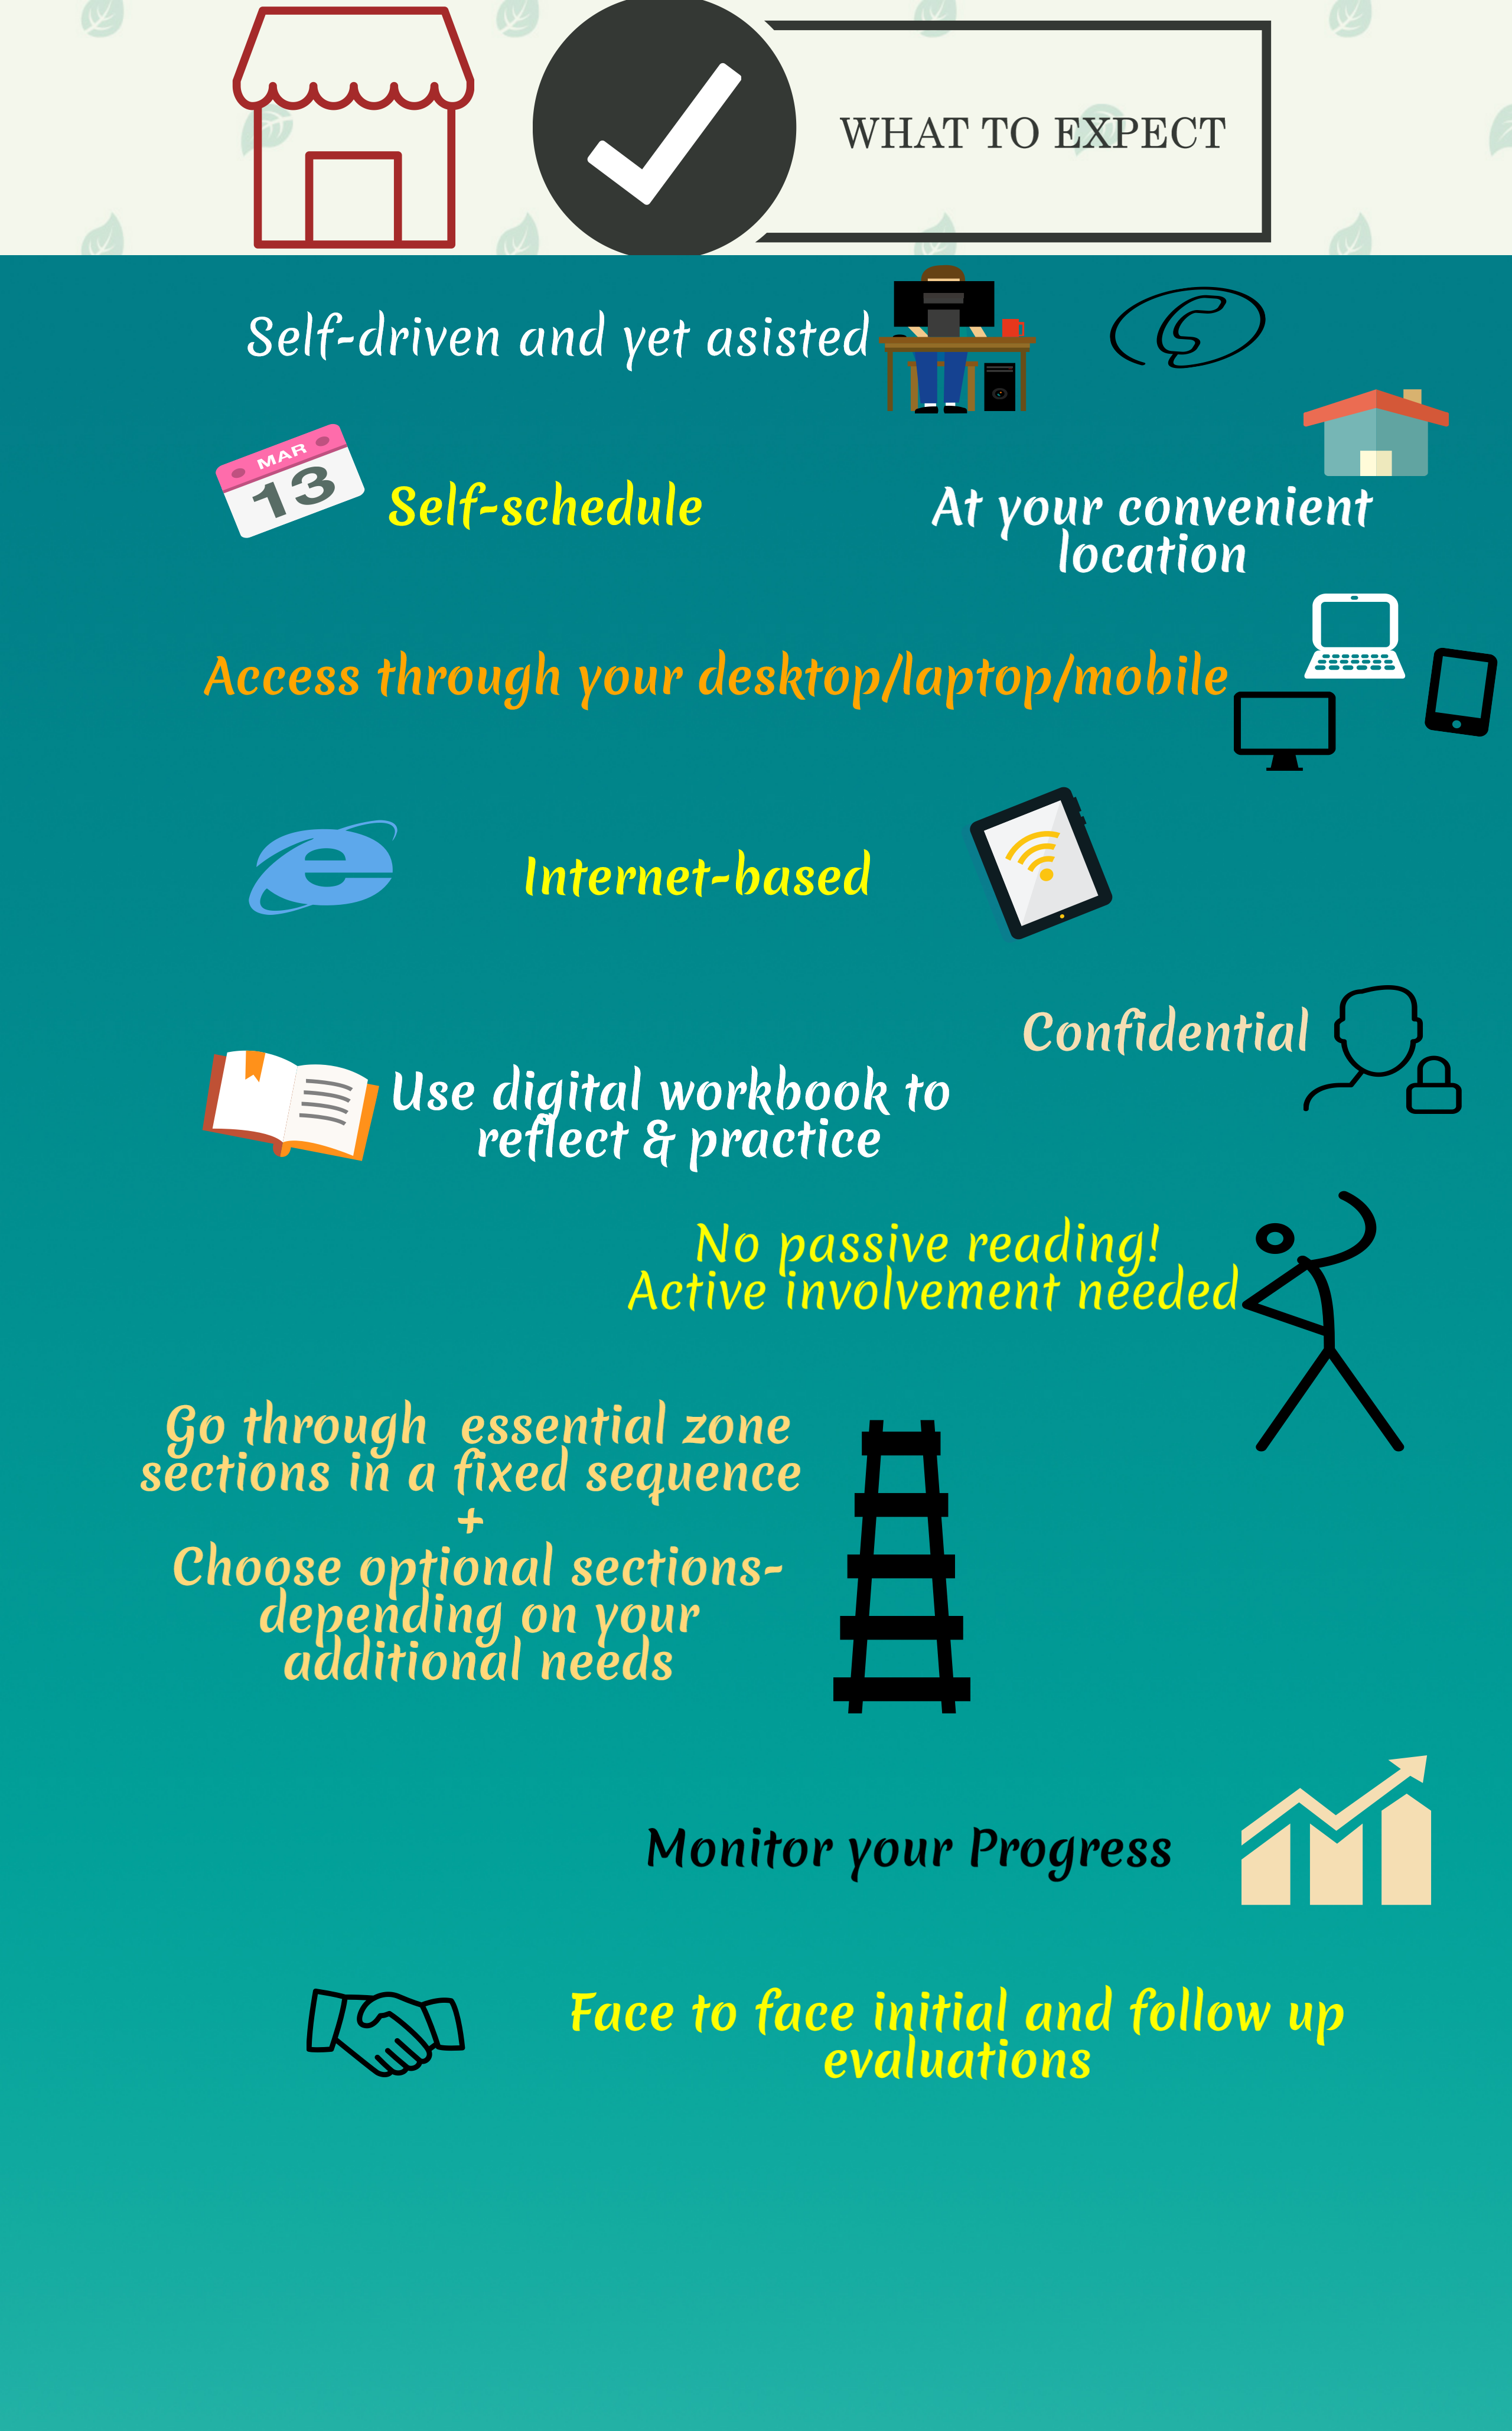 WHAT TO EXPECT
Self-driven and yet asisted
MAR
13
Self-schedule
At your convenient
location
Access through your desktop/laptop/mobile
Internet-based
Confidential
Use digital workbook to
reflect & practice
No passive reading!
Active involvement needed
Go through essential zone
sections in a fixed sequence
+
Choose optional sections-
depending on your
additional needs
Monitor your Progress
Face to face initial and follow up
evaluations